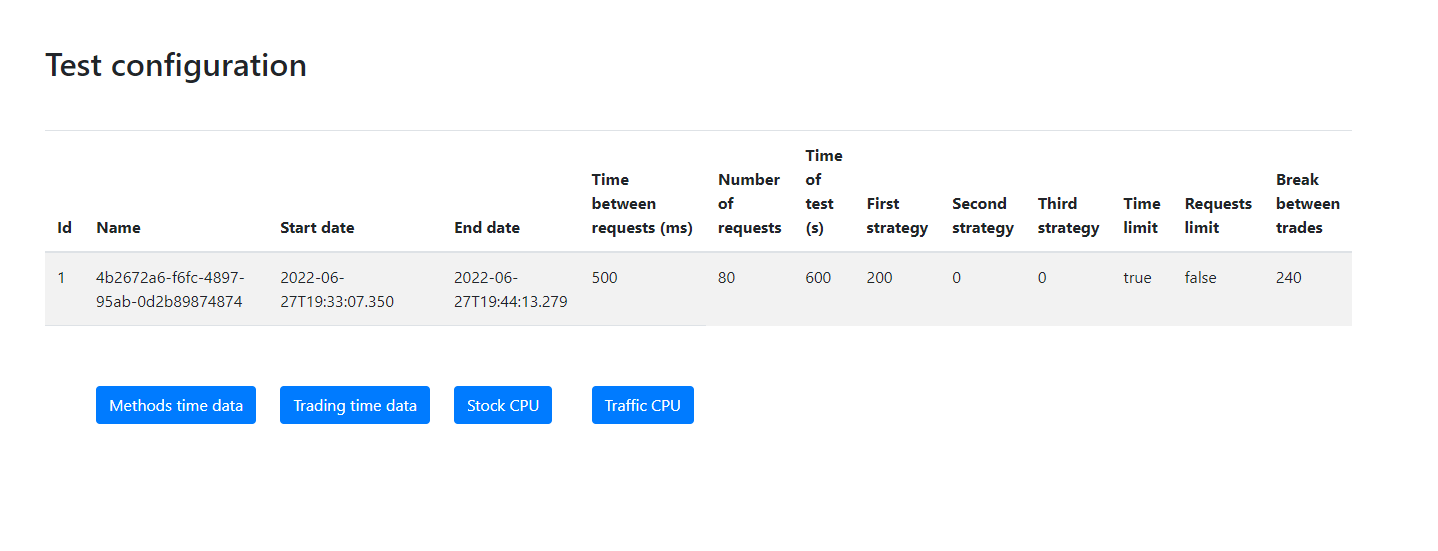 Test configuration
Id
Name
Start date
End date
Time
between
requests (ms)
Number
of
requests
Time
of
test
(s)
First
strategy
Second
strategy
Third
strategy
Time
limit
Requests
limit
Break
between
trades
1
4b2672a6-f6fc-4897-
95ab-0d2b89874874
2022-06-
27T19:33:07.350
2022-06-
27T19:44:13.279
500
80
600
200
0
0
true
false
240
Methods time data
Trading time data
Stock CPU
Traffic CPU